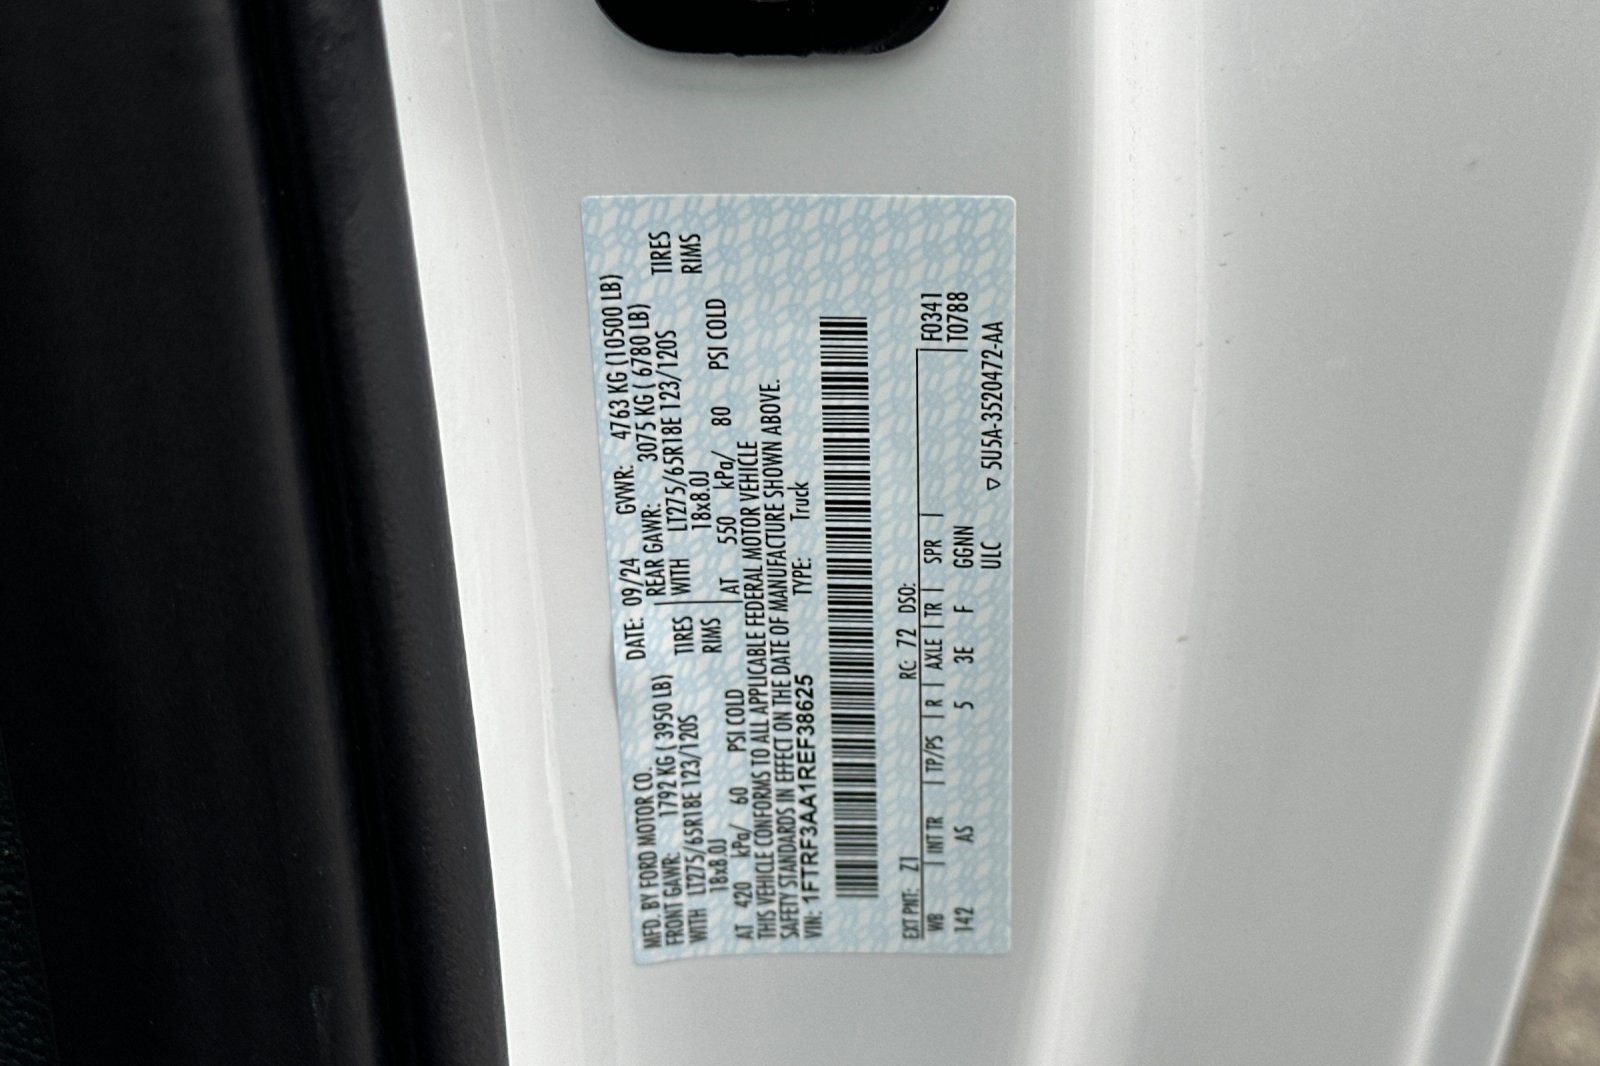 MFD. BY FORD MOTOR CO.
DATE: 09/24 GVWR: 4763 KG (10500 LB)
FRONT GAWR: 1792 KG ( 3950 LB) REAR GAWR: 3075 KG ( 6780 LB)
WITH LT275/65R18E 123/120S TIRES WITH LT275/65R18E 123/120S TIRES
18x8.0J RIMS 18x8.0J RIMS
AT 420 kPa/ 60 PSI COLD AT 550 kPa/ 80 PSI COLD
THIS VEHICLE CONFORMS TO ALL APPLICABLE FEDERAL MOTOR VEHICLE
SAFETY STANDARDS IN EFFECT ON THE DATE OF MANUFACTURE SHOWN ABOVE.
VIN: 1FTRF3AA1REF38625 TYPE: Truck
EXT PNT: Z1 RC: 72 DSO: F0341
WB | INT TR | TP/PS | R | AXLE | TR | SPR | T0788
142 AS 5 3E F GGNN
ULC ▽ 5U5A-3520472-AA